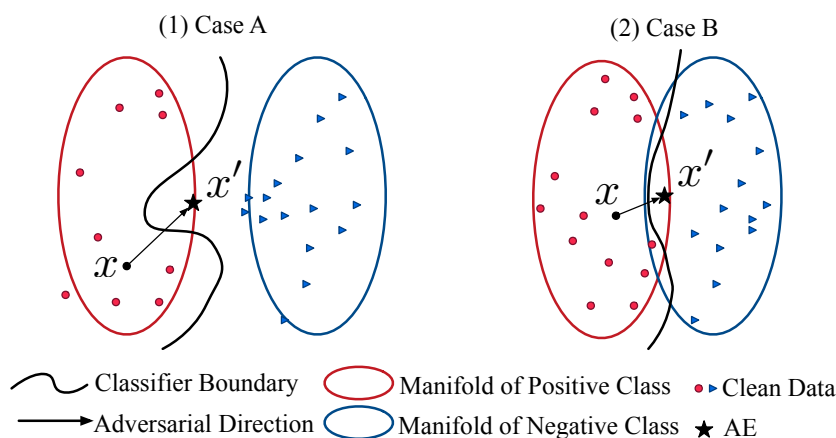 (1) Case A
(2) Case B
x
x′
x
x′
Classifier Boundary
Manifold of Positive Class
Clean Data
Adversarial Direction
Manifold of Negative Class
AE